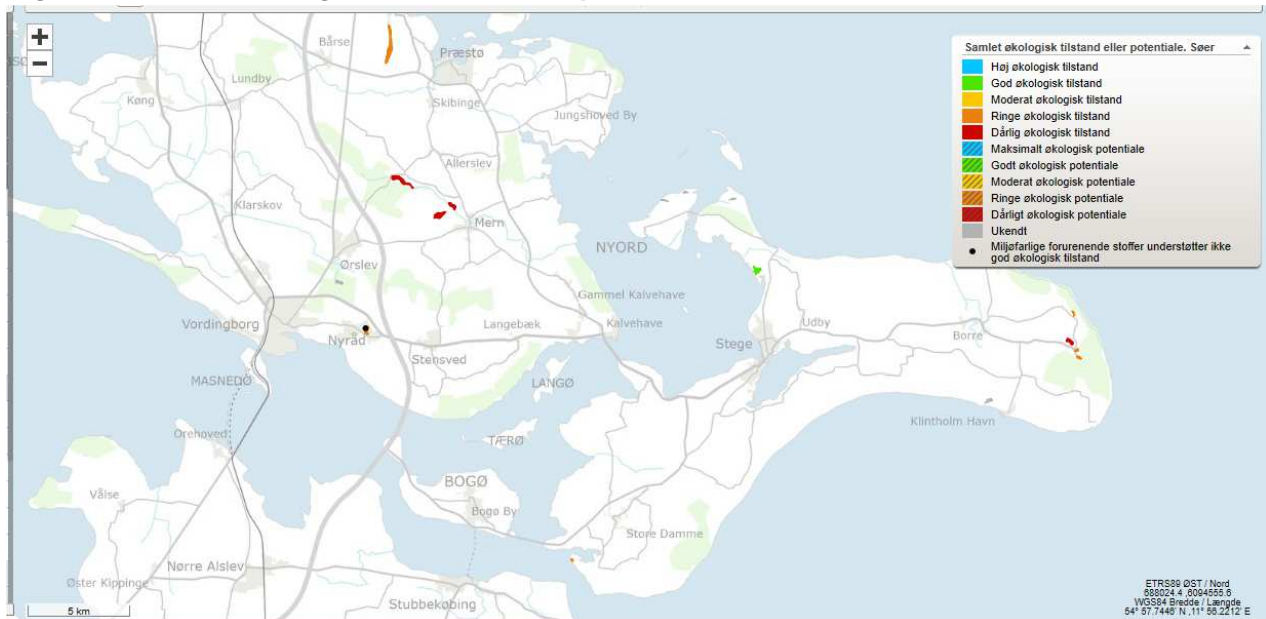 +
−
Samlet økologisk tilstand eller potentiale. Søer
Høj økologisk tilstand
God økologisk tilstand
Moderat økologisk tilstand
Ringe økologisk tilstand
Dårlig økologisk tilstand
Maksimalt økologisk potentiale
Godt økologisk potentiale
Moderat økologisk potentiale
Ringe økologisk potentiale
Dårligt økologisk potentiale
Ukendt
Miljøfarlige forurenende stoffer understøtter ikke
god økologisk tilstand
Bårse
Præstø
Lundby
Køng
Skibinge
Jungshoved By
Allerslev
Klarskov
Mern
NYORD
Ørslev
Gammel Kalvehave
Vordingborg
Nyråd
Langebæk
Kalvehave
Udby
Stensved
Stege
Borre
MASNEDØ
LANGØ
Klintholm Havn
Orehoved
TÆRØ
BOGØ
Vålse
Bogø By
Store Damme
Nørre Alslev
Øster Kippinge
Stubbekøbing
5 km
ETRS89 ØST / Nord
688024.4 ,6094555.6
WGS84 Bredde / Længde
54° 57.7446' N ,11° 56.2212' E